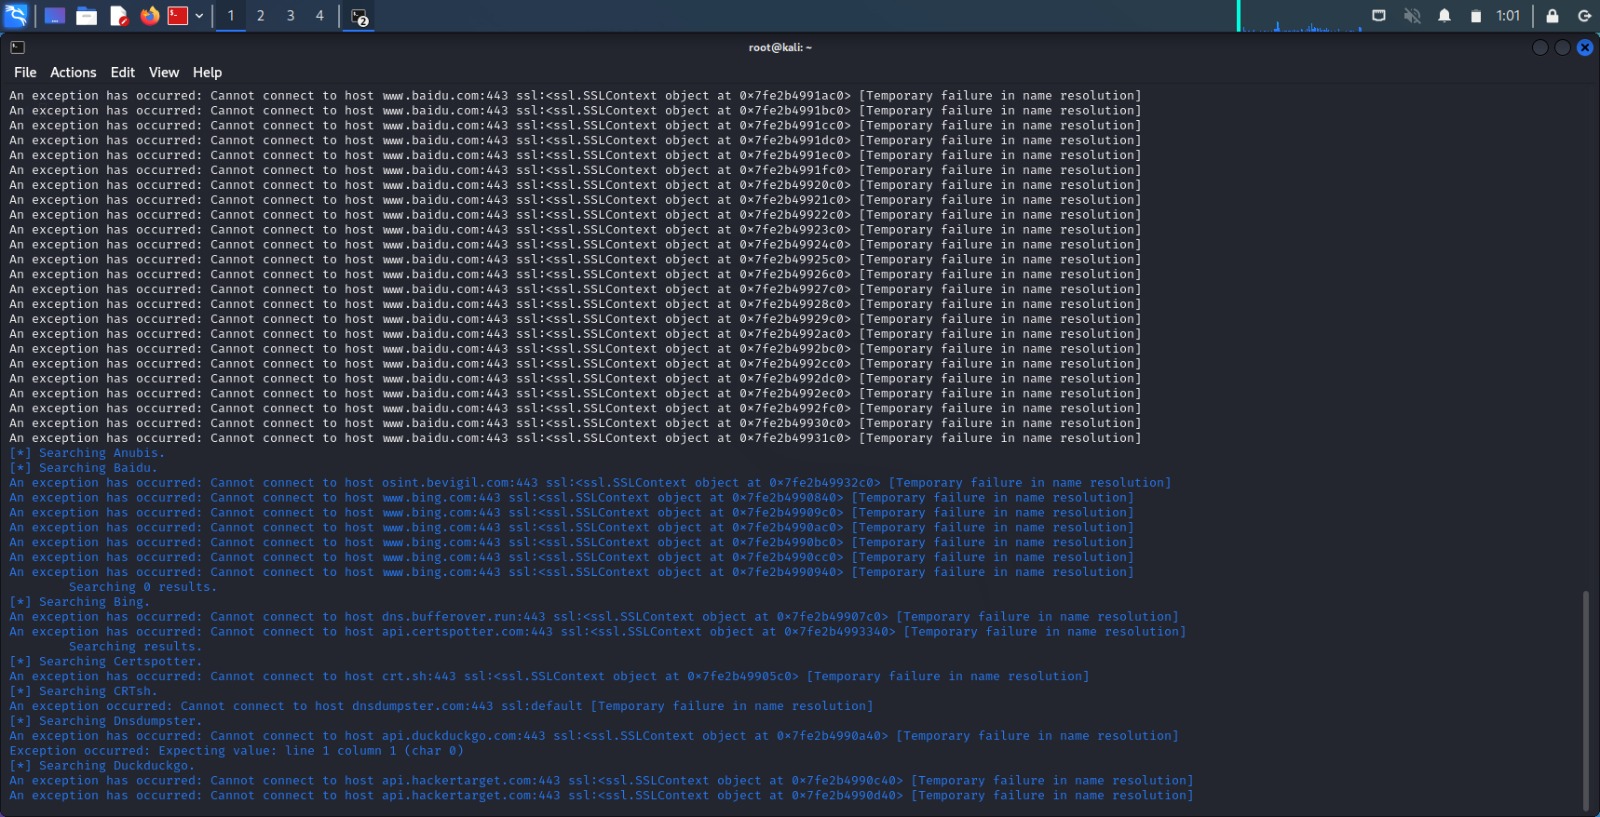 1 2 3 4 2 1:01
root@kali: ~
File Actions Edit View Help
An exception has occurred: Cannot connect to host www.baidu.com:443 ssl:<ssl.SSLContext object at 0×7fe2b4991ac0> [Temporary failure in name resolution]
An exception has occurred: Cannot connect to host www.baidu.com:443 ssl:<ssl.SSLContext object at 0×7fe2b4991bc0> [Temporary failure in name resolution]
An exception has occurred: Cannot connect to host www.baidu.com:443 ssl:<ssl.SSLContext object at 0×7fe2b4991cc0> [Temporary failure in name resolution]
An exception has occurred: Cannot connect to host www.baidu.com:443 ssl:<ssl.SSLContext object at 0×7fe2b4991dc0> [Temporary failure in name resolution]
An exception has occurred: Cannot connect to host www.baidu.com:443 ssl:<ssl.SSLContext object at 0×7fe2b4991ec0> [Temporary failure in name resolution]
An exception has occurred: Cannot connect to host www.baidu.com:443 ssl:<ssl.SSLContext object at 0×7fe2b4991fc0> [Temporary failure in name resolution]
An exception has occurred: Cannot connect to host www.baidu.com:443 ssl:<ssl.SSLContext object at 0×7fe2b49920c0> [Temporary failure in name resolution]
An exception has occurred: Cannot connect to host www.baidu.com:443 ssl:<ssl.SSLContext object at 0×7fe2b49921c0> [Temporary failure in name resolution]
An exception has occurred: Cannot connect to host www.baidu.com:443 ssl:<ssl.SSLContext object at 0×7fe2b49922c0> [Temporary failure in name resolution]
An exception has occurred: Cannot connect to host www.baidu.com:443 ssl:<ssl.SSLContext object at 0×7fe2b49923c0> [Temporary failure in name resolution]
An exception has occurred: Cannot connect to host www.baidu.com:443 ssl:<ssl.SSLContext object at 0×7fe2b49924c0> [Temporary failure in name resolution]
An exception has occurred: Cannot connect to host www.baidu.com:443 ssl:<ssl.SSLContext object at 0×7fe2b49925c0> [Temporary failure in name resolution]
An exception has occurred: Cannot connect to host www.baidu.com:443 ssl:<ssl.SSLContext object at 0×7fe2b49926c0> [Temporary failure in name resolution]
An exception has occurred: Cannot connect to host www.baidu.com:443 ssl:<ssl.SSLContext object at 0×7fe2b49927c0> [Temporary failure in name resolution]
An exception has occurred: Cannot connect to host www.baidu.com:443 ssl:<ssl.SSLContext object at 0×7fe2b49928c0> [Temporary failure in name resolution]
An exception has occurred: Cannot connect to host www.baidu.com:443 ssl:<ssl.SSLContext object at 0×7fe2b49929c0> [Temporary failure in name resolution]
An exception has occurred: Cannot connect to host www.baidu.com:443 ssl:<ssl.SSLContext object at 0×7fe2b4992ac0> [Temporary failure in name resolution]
An exception has occurred: Cannot connect to host www.baidu.com:443 ssl:<ssl.SSLContext object at 0×7fe2b4992bc0> [Temporary failure in name resolution]
An exception has occurred: Cannot connect to host www.baidu.com:443 ssl:<ssl.SSLContext object at 0×7fe2b4992cc0> [Temporary failure in name resolution]
An exception has occurred: Cannot connect to host www.baidu.com:443 ssl:<ssl.SSLContext object at 0×7fe2b4992dc0> [Temporary failure in name resolution]
An exception has occurred: Cannot connect to host www.baidu.com:443 ssl:<ssl.SSLContext object at 0×7fe2b4992ec0> [Temporary failure in name resolution]
An exception has occurred: Cannot connect to host www.baidu.com:443 ssl:<ssl.SSLContext object at 0×7fe2b4992fc0> [Temporary failure in name resolution]
An exception has occurred: Cannot connect to host www.baidu.com:443 ssl:<ssl.SSLContext object at 0×7fe2b49930c0> [Temporary failure in name resolution]
An exception has occurred: Cannot connect to host www.baidu.com:443 ssl:<ssl.SSLContext object at 0×7fe2b49931c0> [Temporary failure in name resolution]
[*] Searching Anubis.
[*] Searching Baidu.
An exception has occurred: Cannot connect to host osint.bevigil.com:443 ssl:<ssl.SSLContext object at 0×7fe2b49932c0> [Temporary failure in name resolution]
An exception has occurred: Cannot connect to host www.bing.com:443 ssl:<ssl.SSLContext object at 0×7fe2b4990840> [Temporary failure in name resolution]
An exception has occurred: Cannot connect to host www.bing.com:443 ssl:<ssl.SSLContext object at 0×7fe2b49909c0> [Temporary failure in name resolution]
An exception has occurred: Cannot connect to host www.bing.com:443 ssl:<ssl.SSLContext object at 0×7fe2b4990ac0> [Temporary failure in name resolution]
An exception has occurred: Cannot connect to host www.bing.com:443 ssl:<ssl.SSLContext object at 0×7fe2b4990bc0> [Temporary failure in name resolution]
An exception has occurred: Cannot connect to host www.bing.com:443 ssl:<ssl.SSLContext object at 0×7fe2b4990cc0> [Temporary failure in name resolution]
An exception has occurred: Cannot connect to host www.bing.com:443 ssl:<ssl.SSLContext object at 0×7fe2b4990940> [Temporary failure in name resolution]
Searching 0 results.
[*] Searching Bing.
An exception has occurred: Cannot connect to host dns.bufferover.run:443 ssl:<ssl.SSLContext object at 0×7fe2b49907c0> [Temporary failure in name resolution]
An exception has occurred: Cannot connect to host api.certspotter.com:443 ssl:<ssl.SSLContext object at 0×7fe2b4993340> [Temporary failure in name resolution]
Searching results.
[*] Searching Certspotter.
An exception has occurred: Cannot connect to host crt.sh:443 ssl:<ssl.SSLContext object at 0×7fe2b49905c0> [Temporary failure in name resolution]
[*] Searching CRTsh.
An exception occurred: Cannot connect to host dnsdumpster.com:443 ssl:default [Temporary failure in name resolution]
[*] Searching Dnsdumpster.
An exception has occurred: Cannot connect to host api.duckduckgo.com:443 ssl:<ssl.SSLContext object at 0×7fe2b4990a40> [Temporary failure in name resolution]
Exception occurred: Expecting value: line 1 column 1 (char 0)
[*] Searching Duckduckgo.
An exception has occurred: Cannot connect to host api.hackertarget.com:443 ssl:<ssl.SSLContext object at 0×7fe2b4990c40> [Temporary failure in name resolution]
An exception has occurred: Cannot connect to host api.hackertarget.com:443 ssl:<ssl.SSLContext object at 0×7fe2b4990d40> [Temporary failure in name resolution]